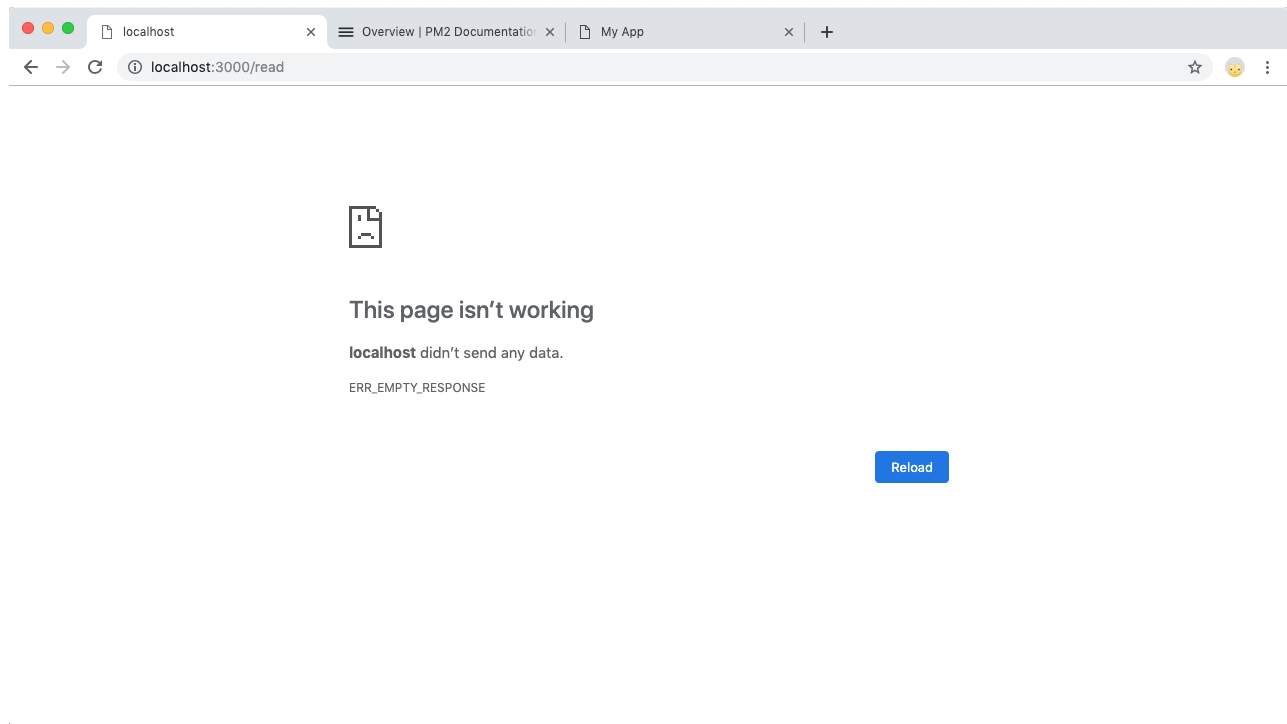 localhost
Overview | PM2 Documentation
My App
localhost:3000/read
This page isn’t working
localhost didn’t send any data.
ERR_EMPTY_RESPONSE
Reload